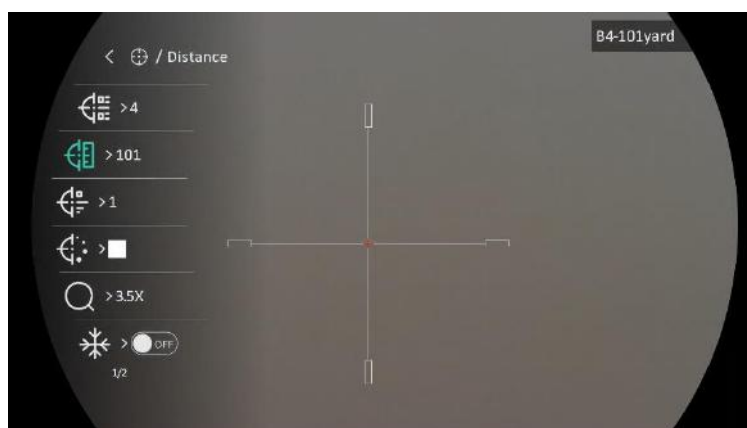 B4-101yard
< / Distance
>4
>101
>1
>
>3.5X
> OFF
1/2